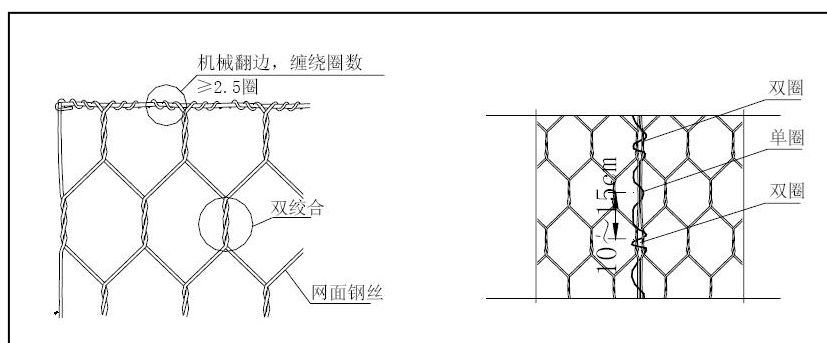 机械翻边，缠绕圈数
≥2.5圈
双绞合
网面钢丝
双圈
单圈
双圈
10~15cm